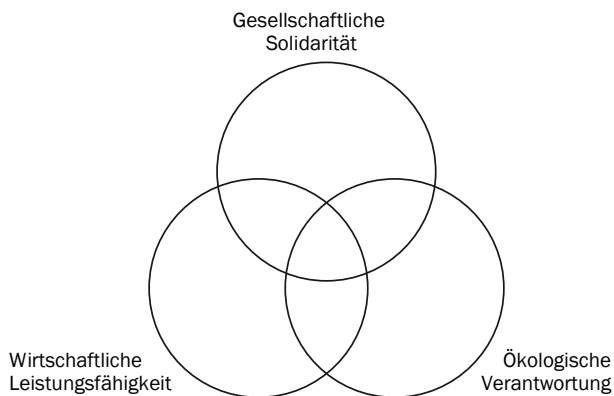 Gesellschaftliche
Solidarität
Wirtschaftliche
Leistungsfähigkeit
Ökologische
Verantwortung